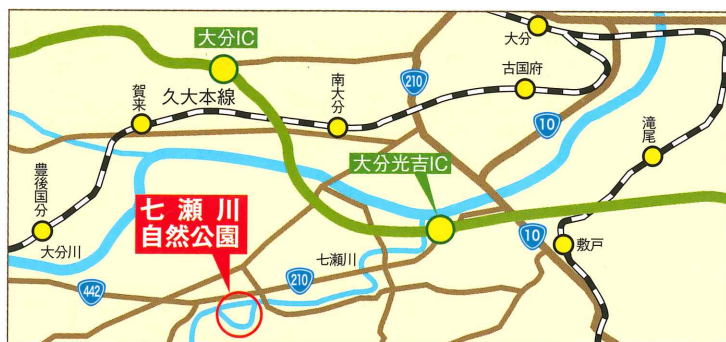 大分IC
大分
210
古国府
賀来
久大本線
南大分
10
滝尾
大分光吉IC
豊後国分
七瀬川
自然公園
大分川
七瀬川
10
敷戸
442
210